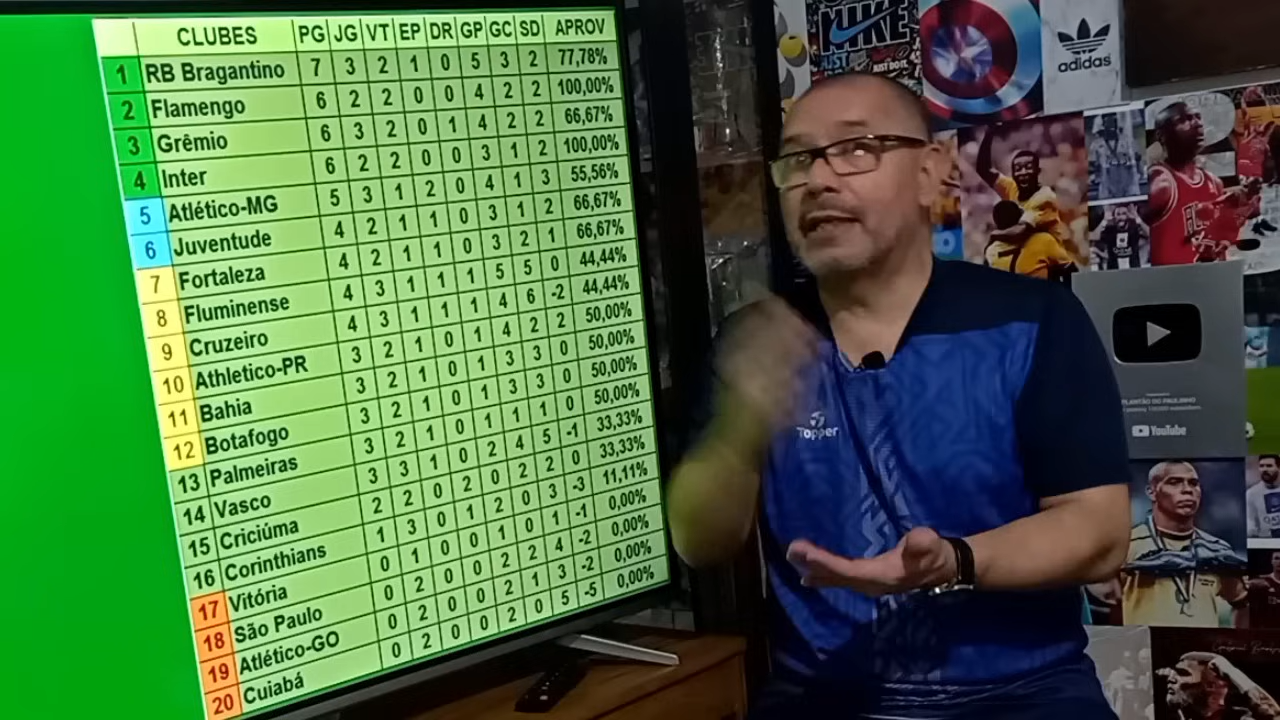 CLUBES PG JG VT EP DR GP GC SD APROV
1 RB Bragantino 7 3 2 1 0 5 3 2 77,78%
2 Flamengo 6 2 2 0 0 4 2 2 100,00%
3 Grêmio 6 3 2 0 1 4 2 2 66,67%
4 Inter 6 2 2 0 0 3 1 2 100,00%
5 Atlético-MG 5 3 1 2 0 4 1 3 55,56%
6 Juventude 4 2 1 1 0 3 1 2 66,67%
7 Fortaleza 4 2 1 1 0 3 2 1 66,67%
8 Fluminense 4 3 1 1 1 5 5 0 44,44%
9 Cruzeiro 4 3 1 1 1 4 6 -2 44,44%
10 Athletico-PR 3 2 1 0 1 4 2 2 50,00%
11 Bahia 3 2 1 0 1 3 3 0 50,00%
12 Botafogo 3 2 1 0 1 3 3 0 50,00%
13 Palmeiras 3 2 1 0 1 1 1 0 50,00%
14 Vasco 3 3 1 0 2 4 5 -1 33,33%
15 Criciúma 2 2 0 2 0 2 2 0 33,33%
16 Corinthians 1 3 0 1 2 0 3 -3 11,11%
17 Vitória 0 1 0 0 1 0 1 -1 0,00%
18 São Paulo 0 2 0 0 2 2 4 -2 0,00%
19 Atlético-GO 0 2 0 0 2 1 3 -2 0,00%
20 Cuiabá 0 2 0 0 2 0 5 -5 0,00%
NIKE
JUST DO IT.
adidas
Topper
PLANTÃO DO PAULINHO
YouTube